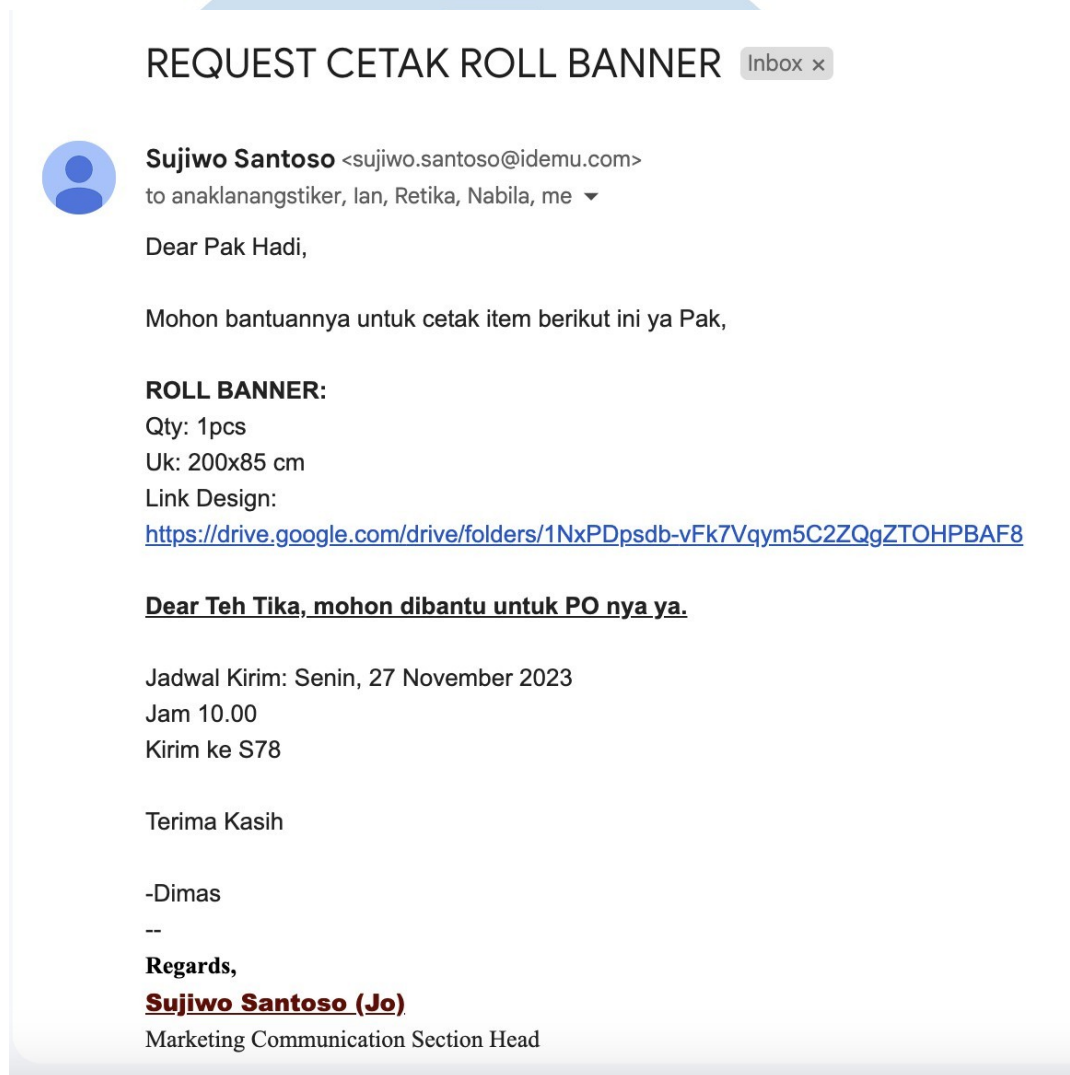 REQUEST CETAK ROLL BANNER Inbox ×
Sujiwo Santoso <sujiwo.santoso@idemu.com>
to anaklanangstiker, Ian, Retika, Nabila, me
Dear Pak Hadi,
Mohon bantuannya untuk cetak item berikut ini ya Pak,
ROLL BANNER:
Qty: 1pcs
Uk: 200x85 cm
Link Design:
https://drive.google.com/drive/folders/1NxPDpsdb-vFk7Vqym5C2ZQgZTOHPBAF8
Dear Teh Tika, mohon dibantu untuk PO nya ya.
Jadwal Kirim: Senin, 27 November 2023
Jam 10.00
Kirim ke S78
Terima Kasih
-Dimas
--
Regards,
Sujiwo Santoso (Jo)
Marketing Communication Section Head